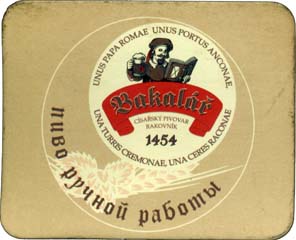 UNUS PAPA ROMAE UNUS PORTUS ANCONAE,
Bakalář
CÍSAŘSKÝ PIVOVAR
RAKOVNÍK
1454
UNA TURRIS CREMONAE, UNA CERES RACONAE
пиво ручной работы